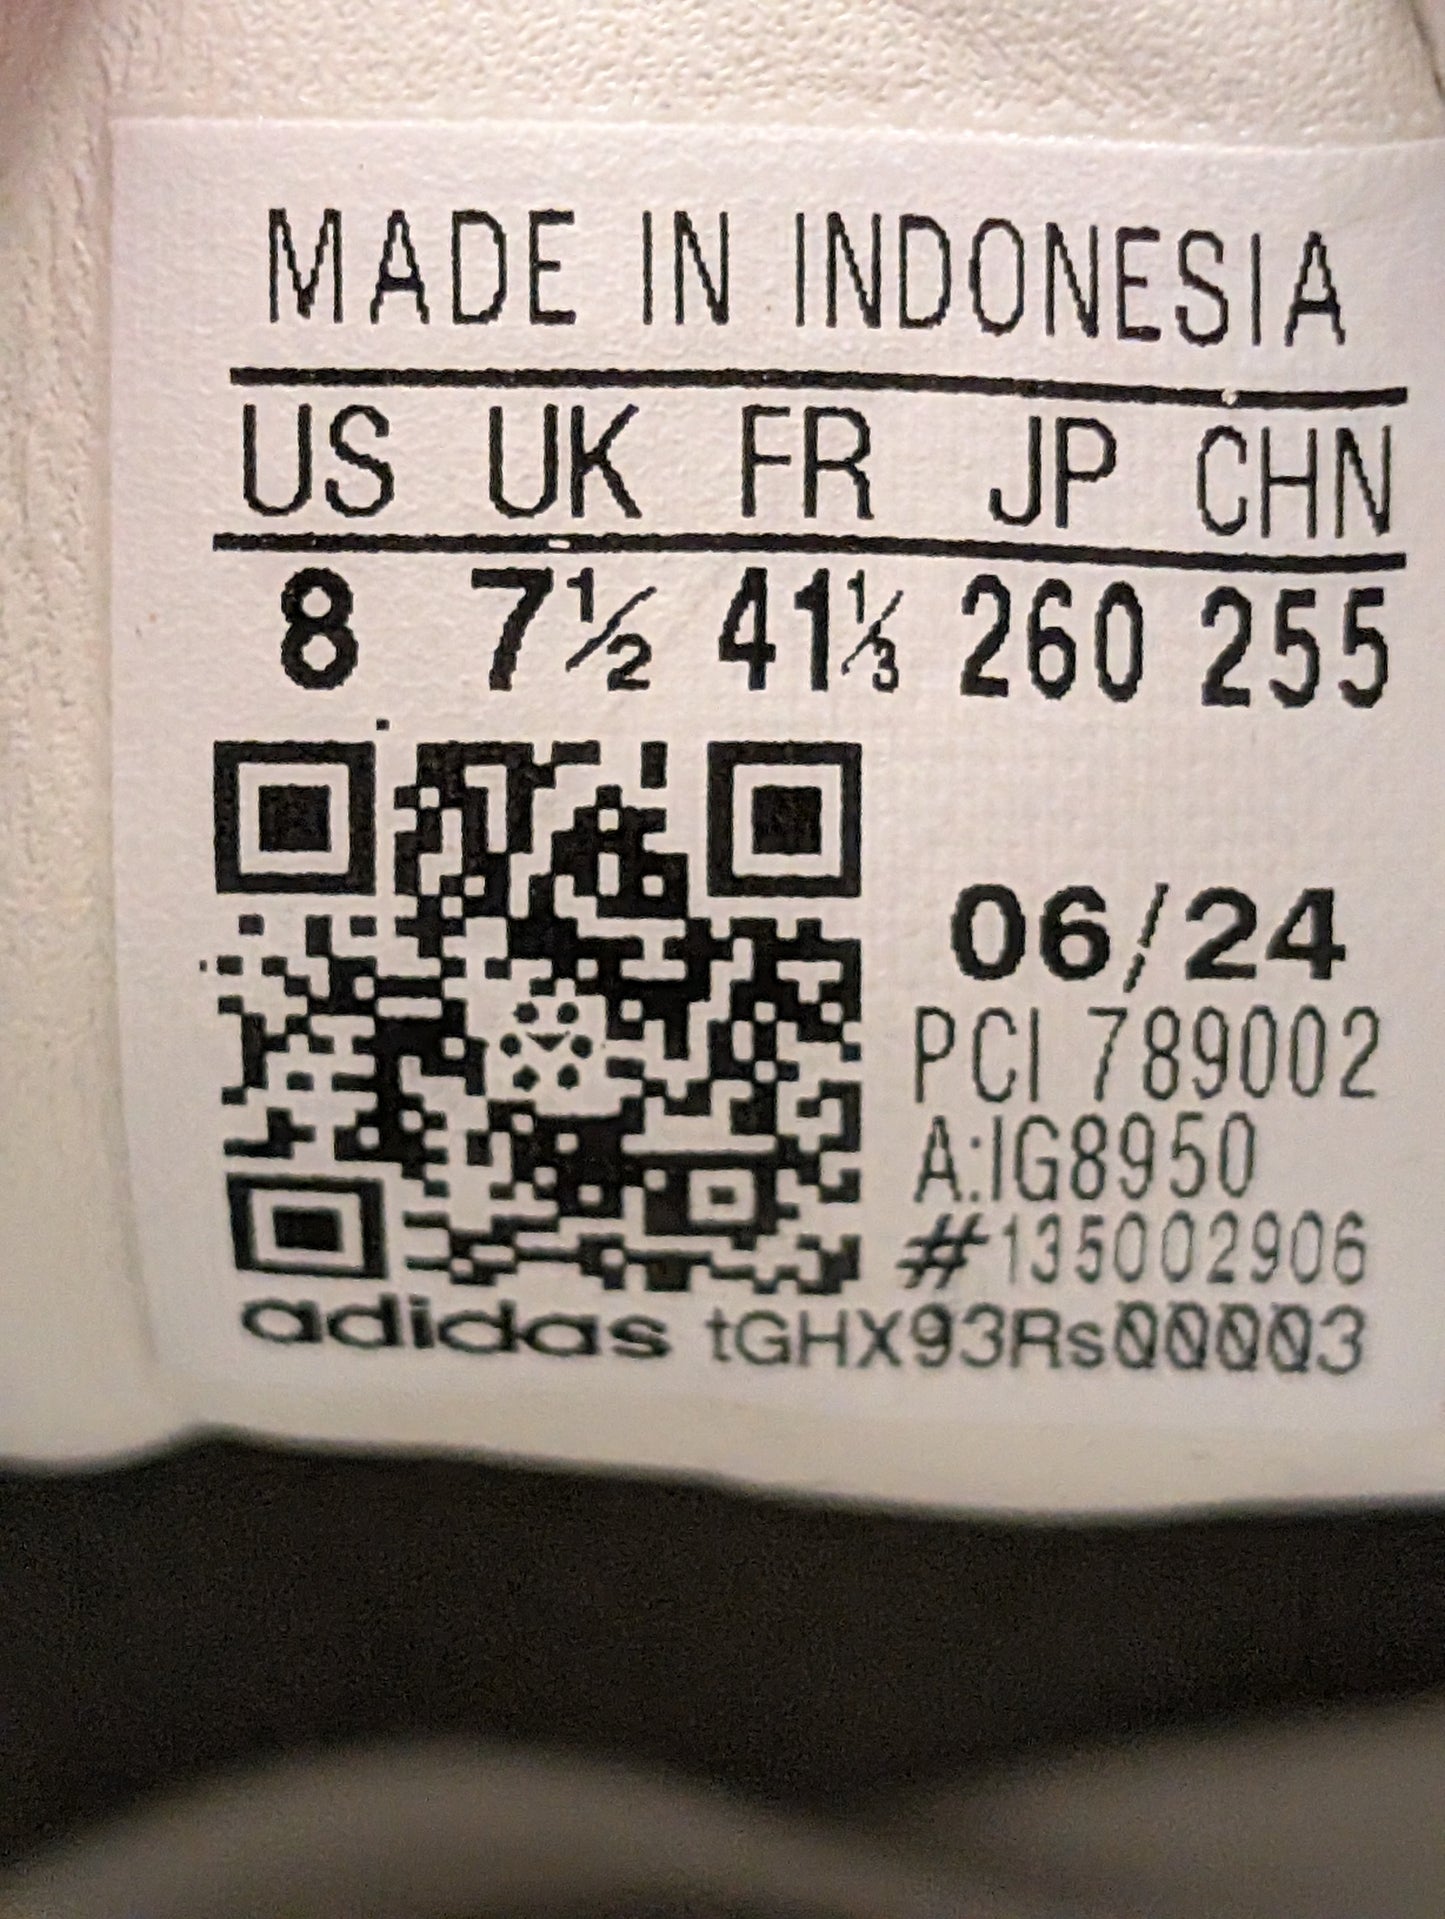 MADE IN INDONESIA
US UK FR JP CHN
8 7½ 41⅓ 260 255
06/24
PCI 789002
A:IG8950
#135002906
adidas tGHX93Rs00003